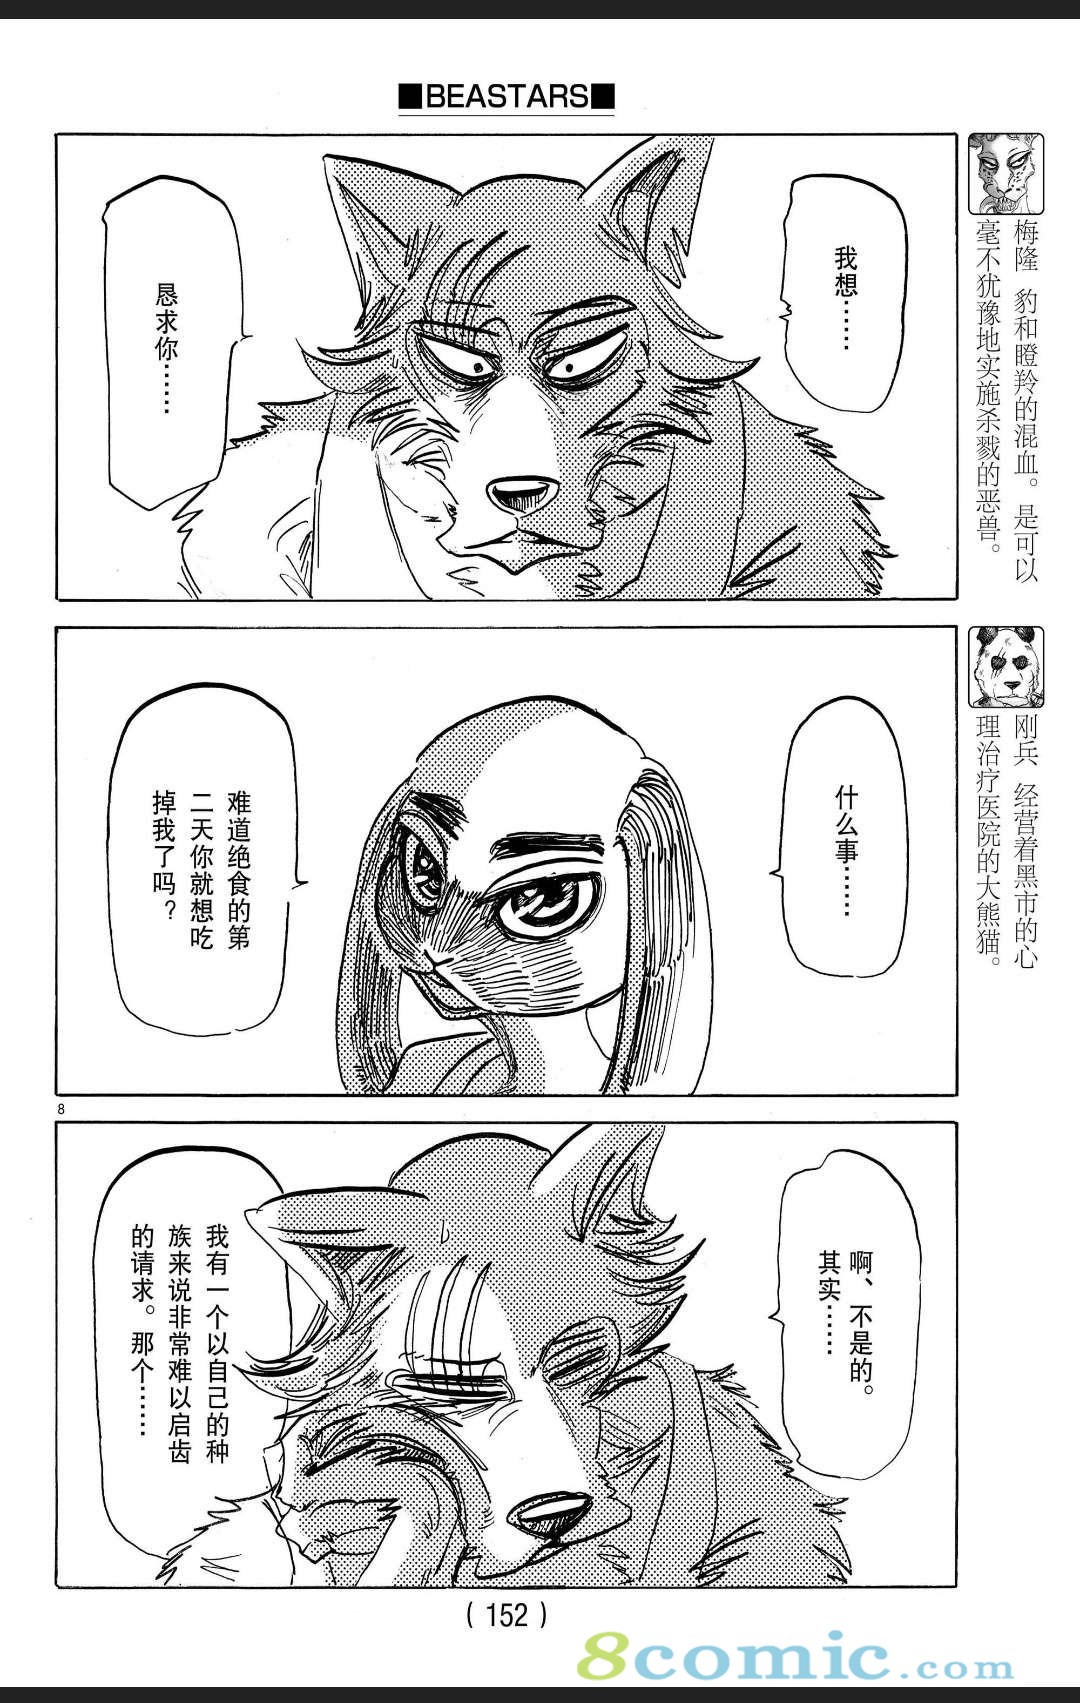 ■BEASTARS■
我想……
恳求你……
梅隆 豹和瞪羚的混血。是可以
毫不犹豫地实施杀戮的恶兽。
什么事……
难道绝食的第
二天你就想吃
掉我了吗？
刚兵 经营着黑市的心
理治疗医院的大熊猫。
8
啊、不是的。
其实……
我有一个以自己的种
族来说非常难以启齿
的请求。那个……
( 152 )
8comic.com